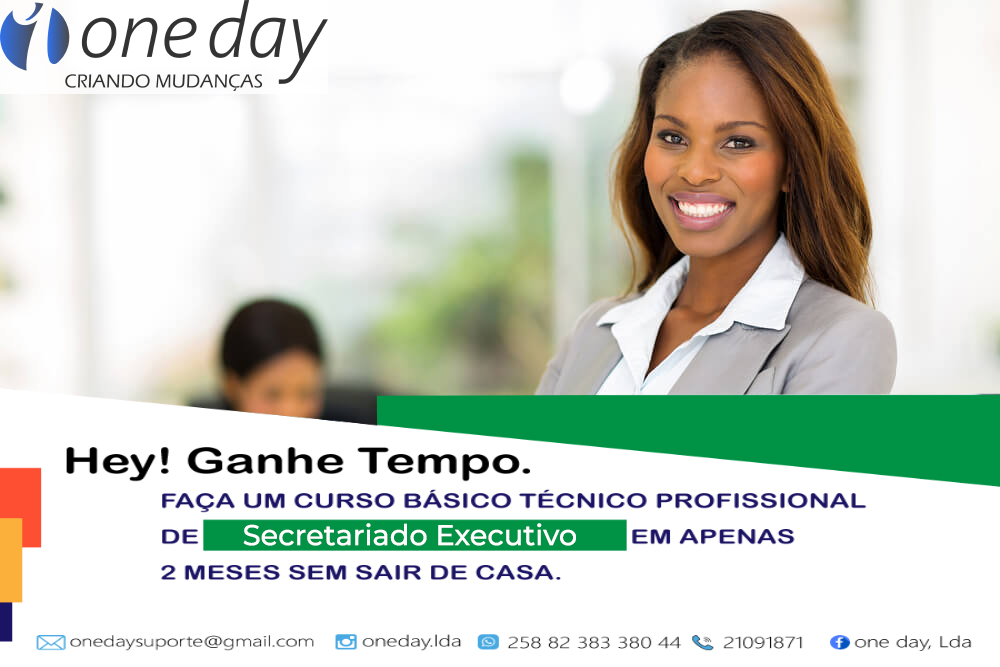 one day
CRIANDO MUDANÇAS
Hey! Ganhe Tempo.
FAÇA UM CURSO BÁSICO TÉCNICO PROFISSIONAL
DE Secretariado Executivo EM APENAS
2 MESES SEM SAIR DE CASA.
onedaysuporte@gmail.com oneday.lda 258 82 383 380 44 21091871 one day, Lda